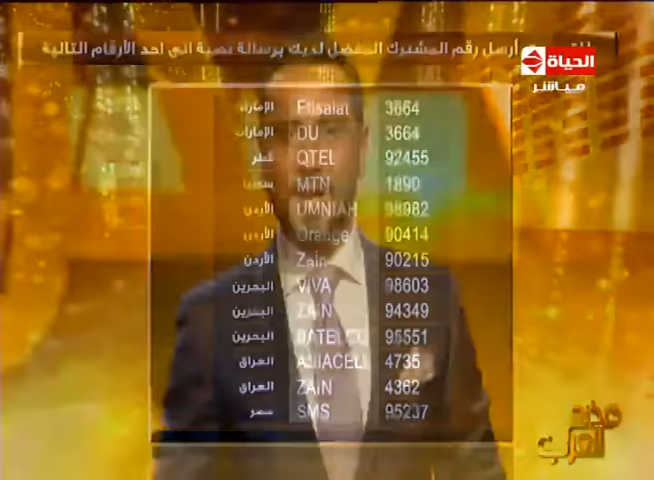 أرسل رقم المشترك المفضل لديك برسالة نصية الى احد الأرقام التالية
الحياة
مباشر
الإمارات Etisalat 3664
الإمارات DU 3664
قطر QTEL 92455
سوريا MTN 1890
الأردن UMNIAH 98982
الأردن Orange 90414
الأردن Zain 90215
البحرين VIVA 98603
البحرين ZAIN 94349
البحرين BATELCO 95551
العراق ASIACELL 4735
العراق ZAIN 4362
مصر SMS 95237
صوت
العرب